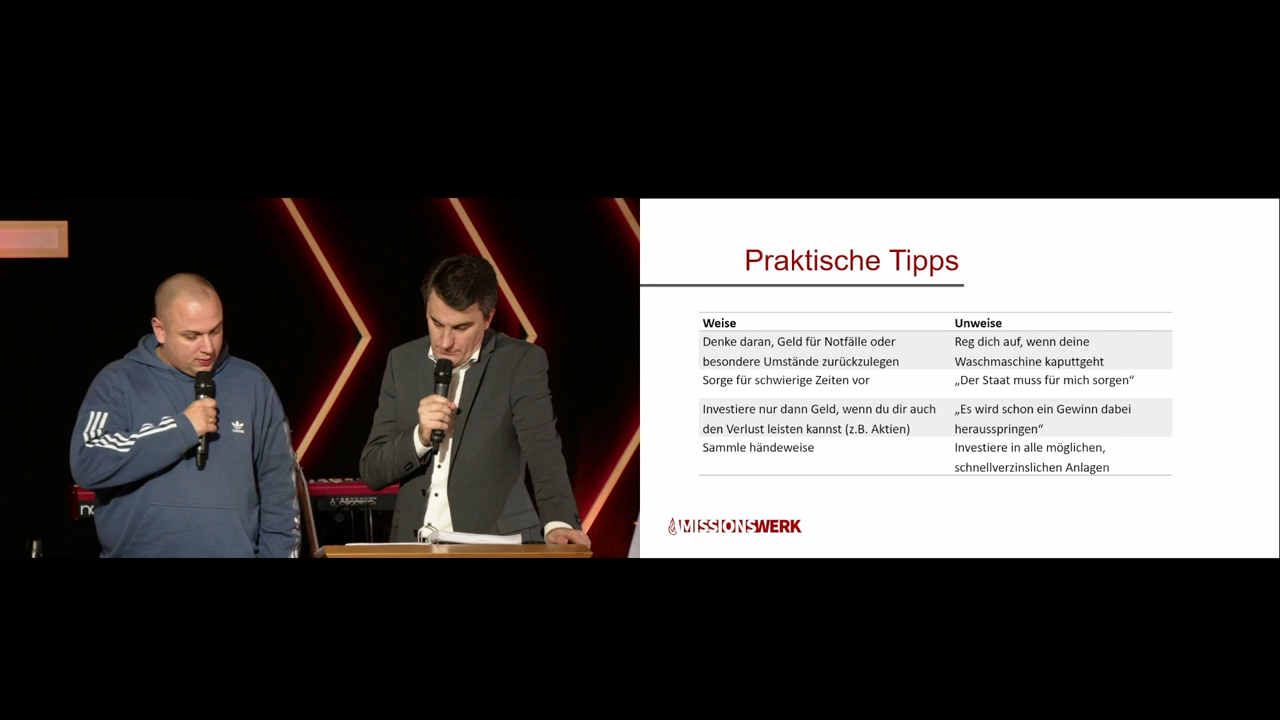 Praktische Tipps
Weise Unweise
Denke daran, Geld für Notfälle oder Reg dich auf, wenn deine
besondere Umstände zurückzulegen Waschmaschine kaputtgeht
Sorge für schwierige Zeiten vor „Der Staat muss für mich sorgen“
Investiere nur dann Geld, wenn du dir auch „Es wird schon ein Gewinn dabei
den Verlust leisten kannst (z.B. Aktien) herausspringen“
Sammle händeweise Investiere in alle möglichen,
schnellverzinslichen Anlagen
MISSIONSWERK